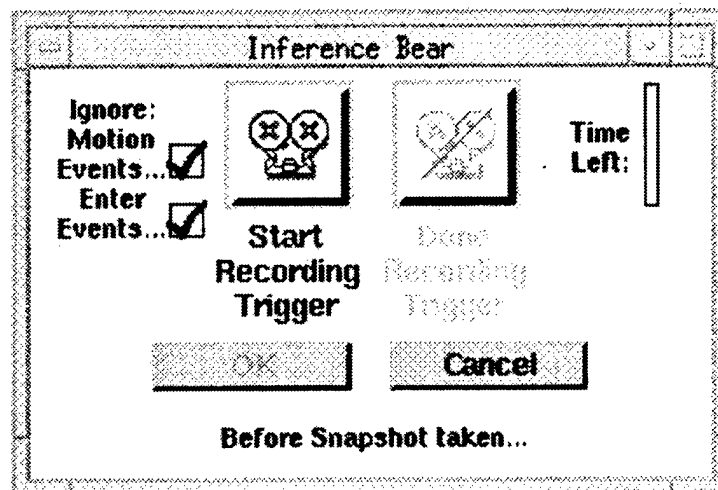 Inference Bear
Ignore:
Motion
Events...
Enter
Events...
Start
Recording
Trigger
Done
Recording
Trigger
Time
Left:
OK
Cancel
Before Snapshot taken...